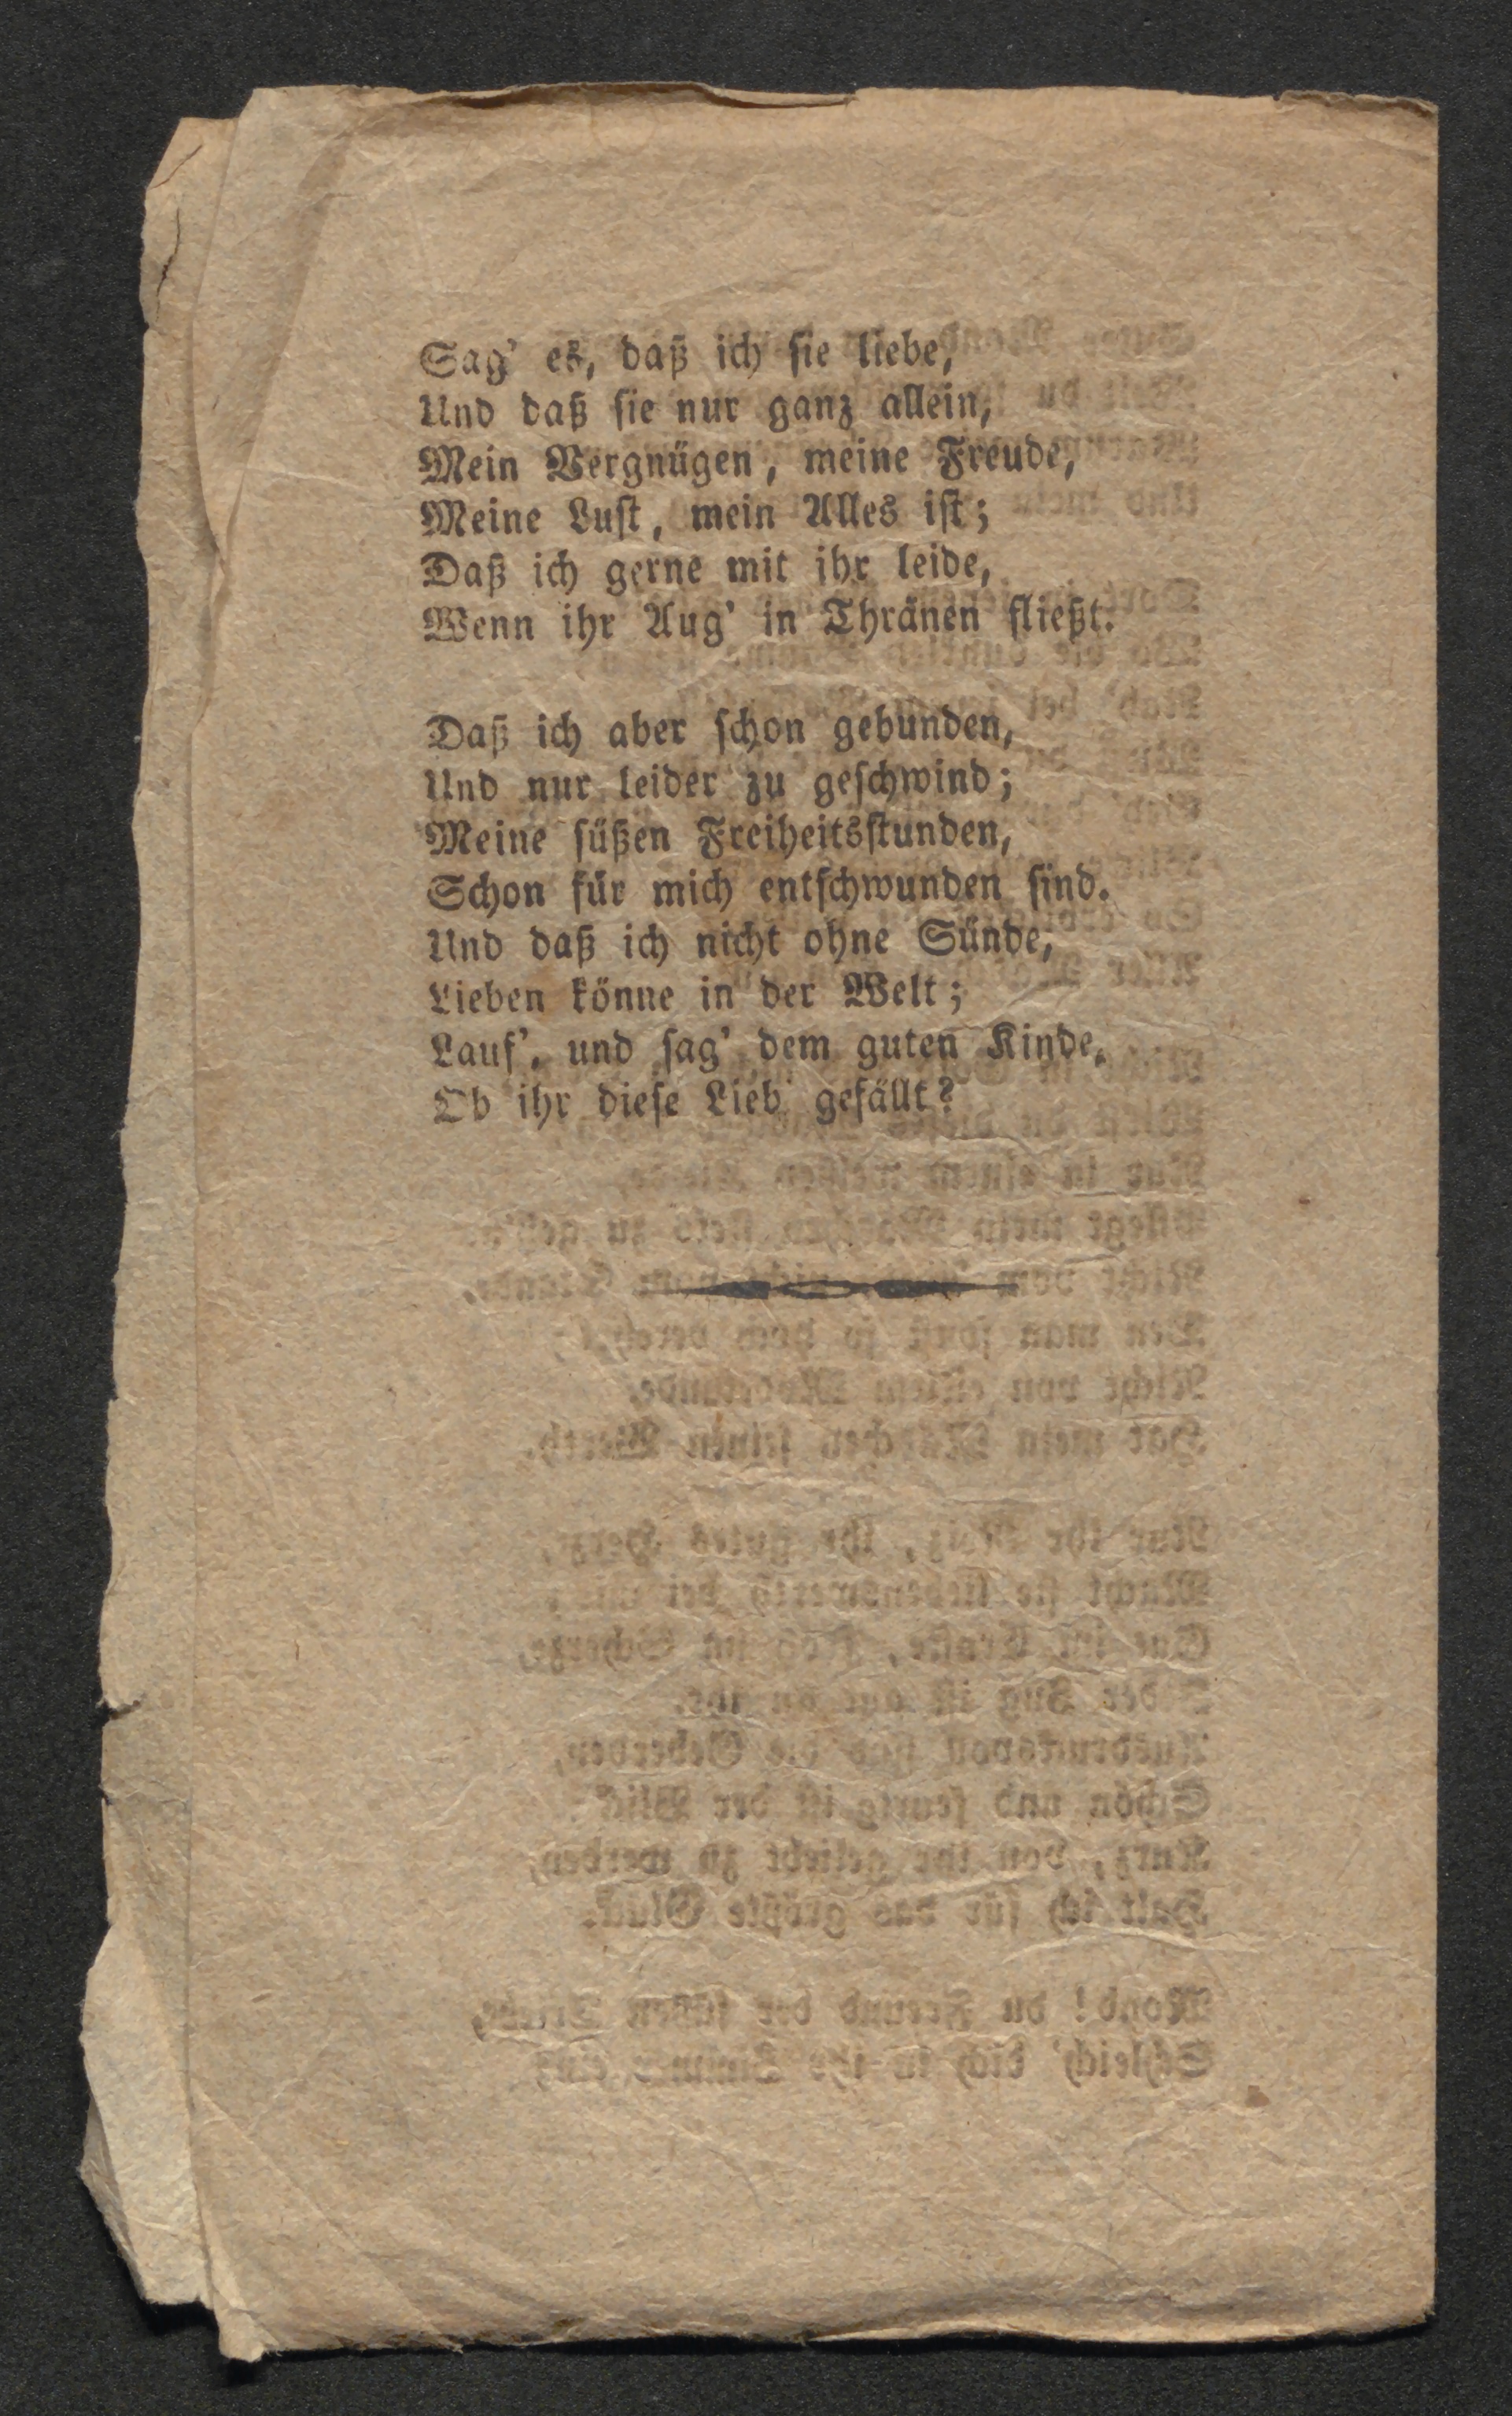 Sag' es, daß ich sie liebe,
Und daß sie nur ganz allein,
Mein Vergnügen, meine Freude,
Meine Lust, mein Alles ist;
Daß ich gerne mit ihr leide,
Wenn ihr Aug' in Thränen fließt.

Daß ich aber schon gebunden,
Und nur leider zu geschwind;
Meine süßen Freiheitsstunden,
Schon für mich entschwunden sind.
Und daß ich nicht ohne Sünde,
Lieben könne in der Welt;
Lauf', und sag' dem guten Kinde,
Ob ihr diese Lieb' gefällt?